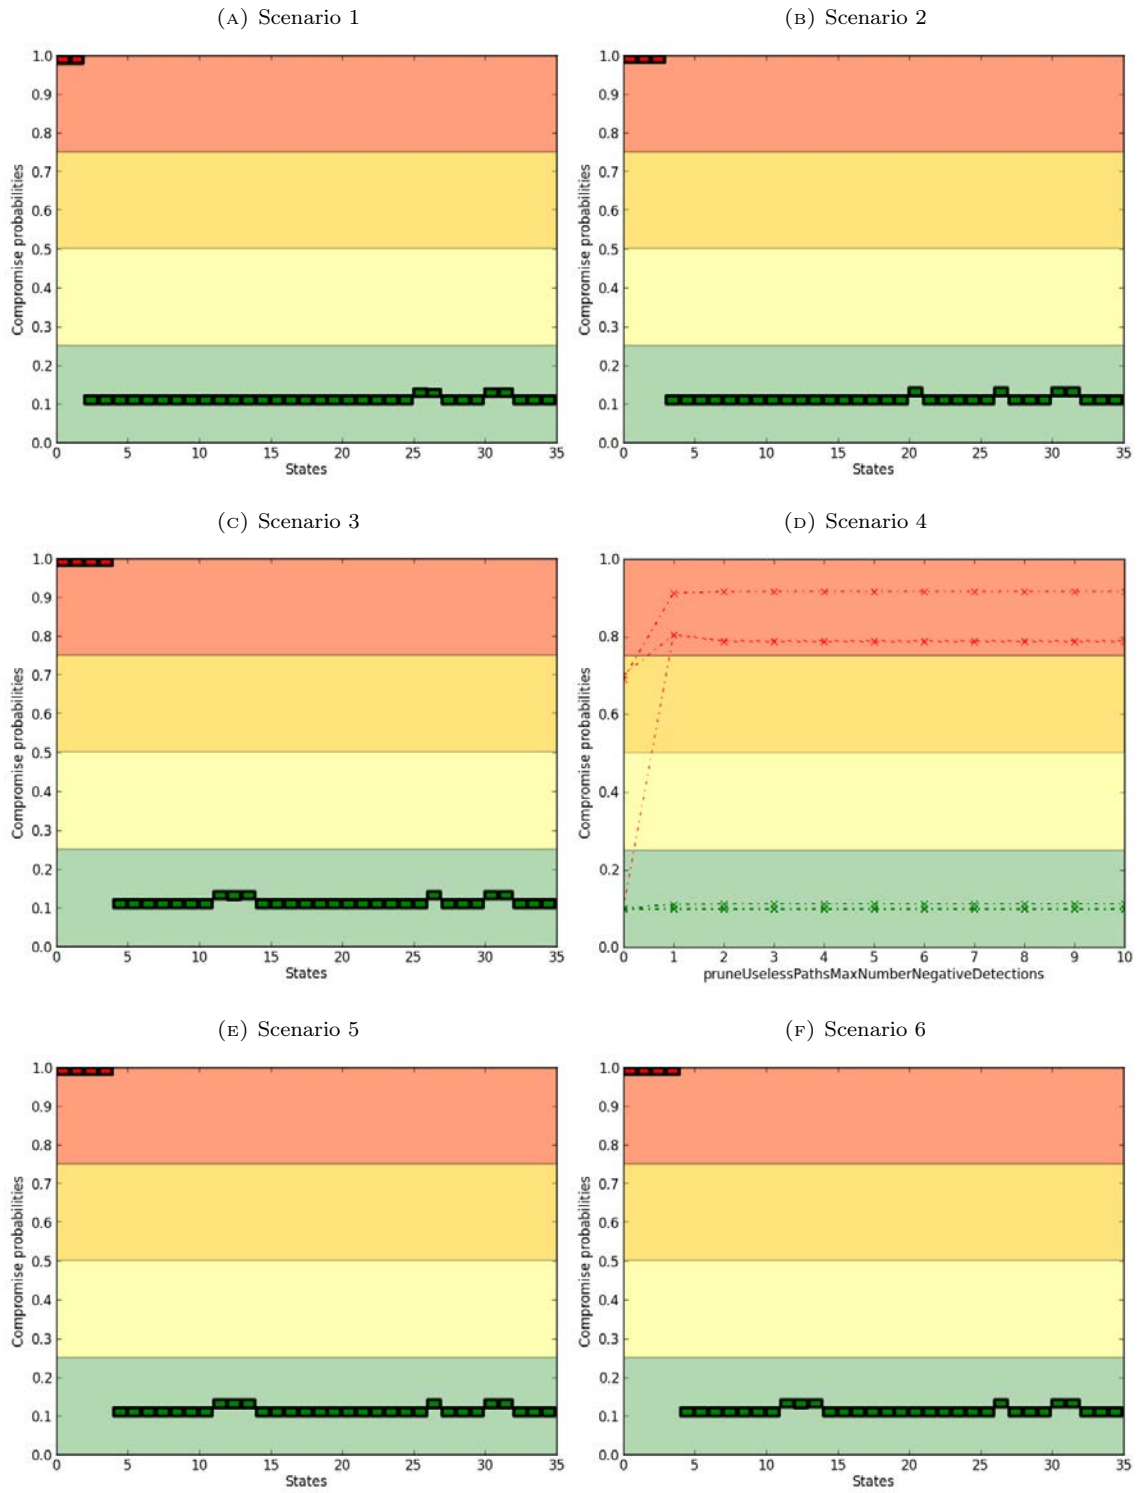 (A) Scenario 1
(B) Scenario 2
1.0
0.9
0.8
0.7
0.6
0.5
0.4
0.3
0.2
0.1
0.0
Compromise probabilities
0 5 10 15 20 25 30 35
States
1.0
0.9
0.8
0.7
0.6
0.5
0.4
0.3
0.2
0.1
0.0
Compromise probabilities
0 5 10 15 20 25 30 35
States
(C) Scenario 3
(D) Scenario 4
1.0
0.9
0.8
0.7
0.6
0.5
0.4
0.3
0.2
0.1
0.0
Compromise probabilities
0 5 10 15 20 25 30 35
States
1.0
0.8
0.6
0.4
0.2
0.0
Compromise probabilities
0 1 2 3 4 5 6 7 8 9 10
pruneUselessPathsMaxNumberNegativeDetections
(E) Scenario 5
(F) Scenario 6
1.0
0.9
0.8
0.7
0.6
0.5
0.4
0.3
0.2
0.1
0.0
Compromise probabilities
0 5 10 15 20 25 30 35
States
1.0
0.9
0.8
0.7
0.6
0.5
0.4
0.3
0.2
0.1
0.0
Compromise probabilities
0 5 10 15 20 25 30 35
States